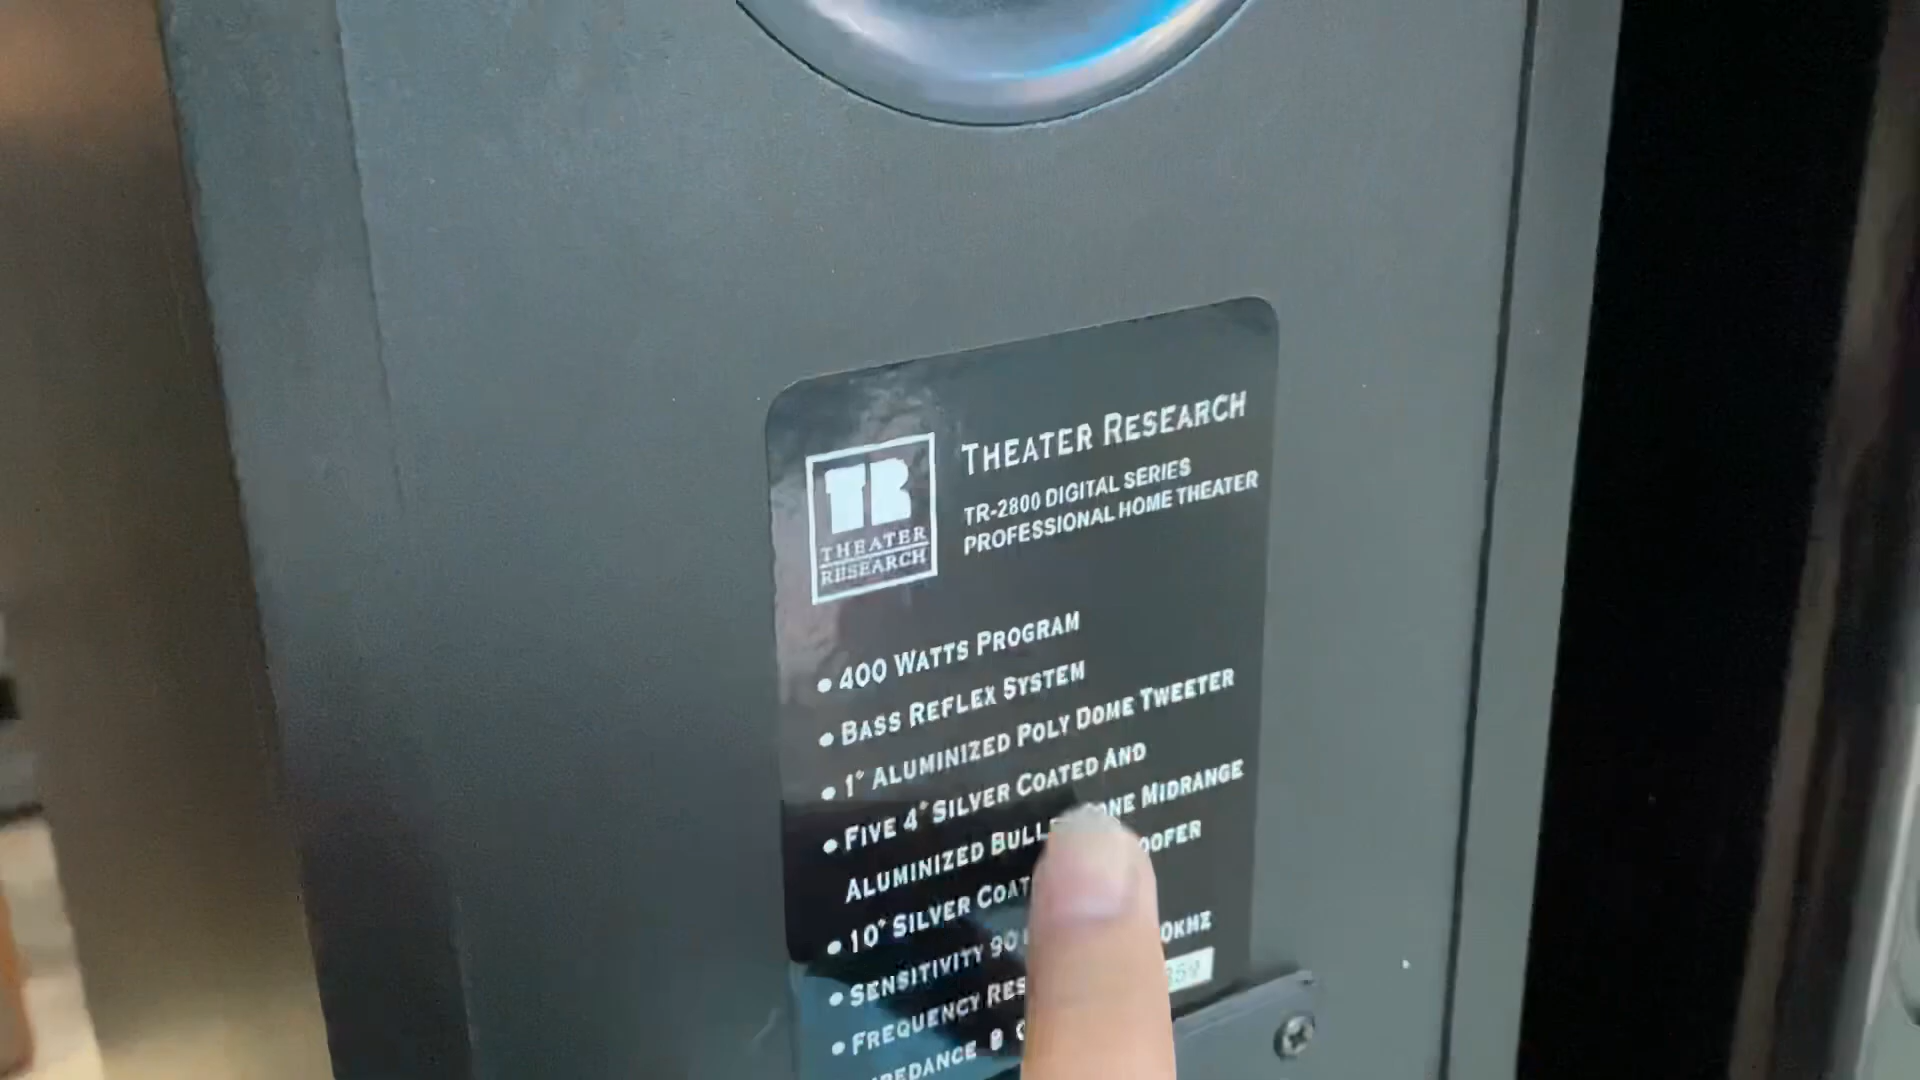 TR
THEATER
RESEARCH
THEATER RESEARCH
TR-2800 DIGITAL SERIES
PROFESSIONAL HOME THEATER
• 400 WATTS PROGRAM
• BASS REFLEX SYSTEM
• 1" ALUMINIZED POLY DOME TWEETER
• FIVE 4" SILVER COATED AND
ALUMINIZED MIDRANGE
• 10" SILVER
• SENSITIVITY 90
• FREQUENCY